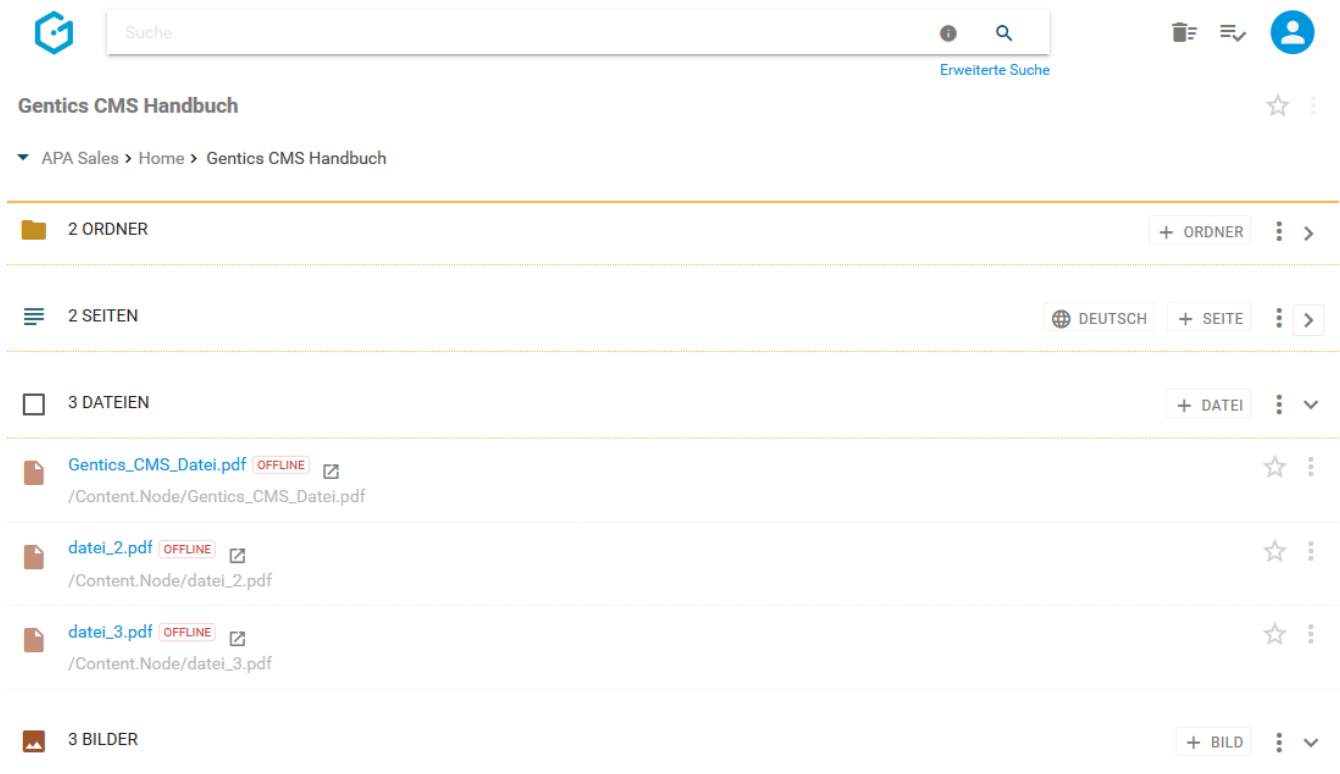 Suche
Erweiterte Suche
Gentics CMS Handbuch
APA Sales > Home > Gentics CMS Handbuch
2 ORDNER + ORDNER
2 SEITEN DEUTSCH + SEITE
3 DATEIEN + DATEI
Gentics_CMS_Datei.pdf OFFLINE
/Content.Node/Gentics_CMS_Datei.pdf
datei_2.pdf OFFLINE
/Content.Node/datei_2.pdf
datei_3.pdf OFFLINE
/Content.Node/datei_3.pdf
3 BILDER + BILD